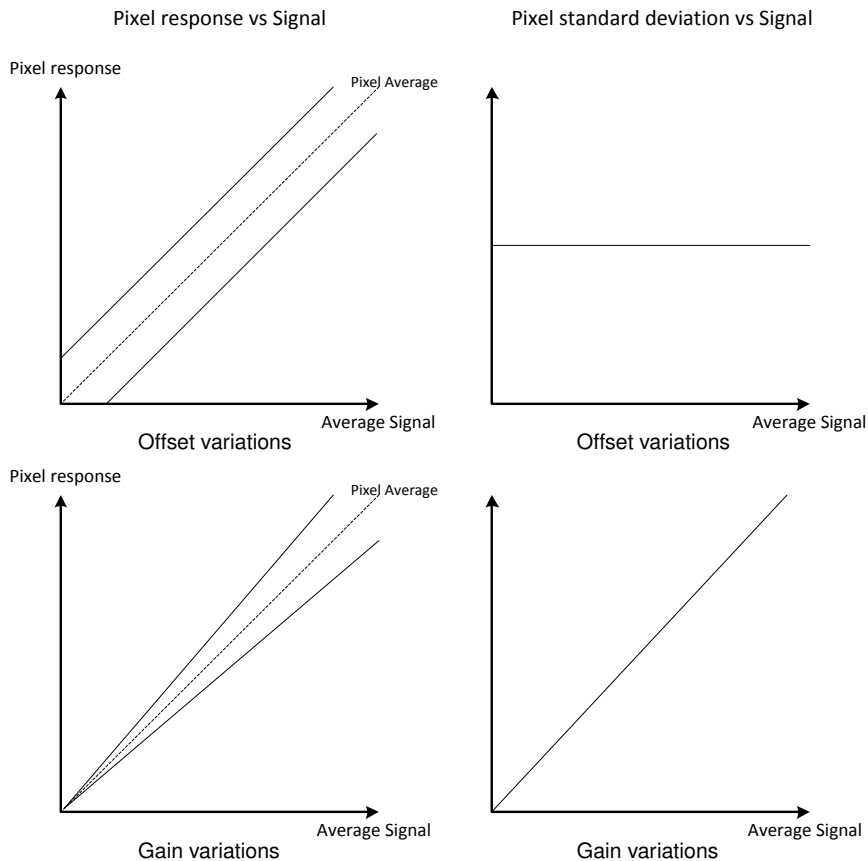 Pixel response vs Signal
Pixel standard deviation vs Signal
Pixel response
Pixel Average
Average Signal
Offset variations
Average Signal
Offset variations
Pixel response
Pixel Average
Average Signal
Gain variations
Average Signal
Gain variations